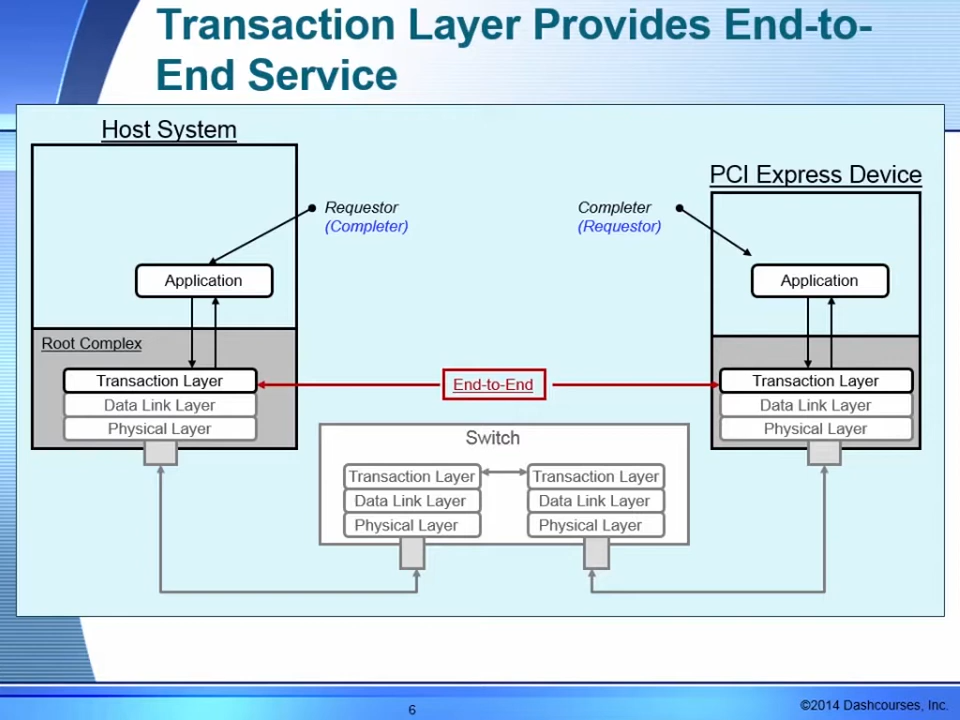 Transaction Layer Provides End-to-
End Service
Host System
PCI Express Device
Requestor
(Completer)
Completer
(Requestor)
Application
Application
Root Complex
Transaction Layer
Data Link Layer
Physical Layer
End-to-End
Transaction Layer
Data Link Layer
Physical Layer
Switch
Transaction Layer
Data Link Layer
Physical Layer
Transaction Layer
Data Link Layer
Physical Layer
6
©2014 Dashcourses, Inc.